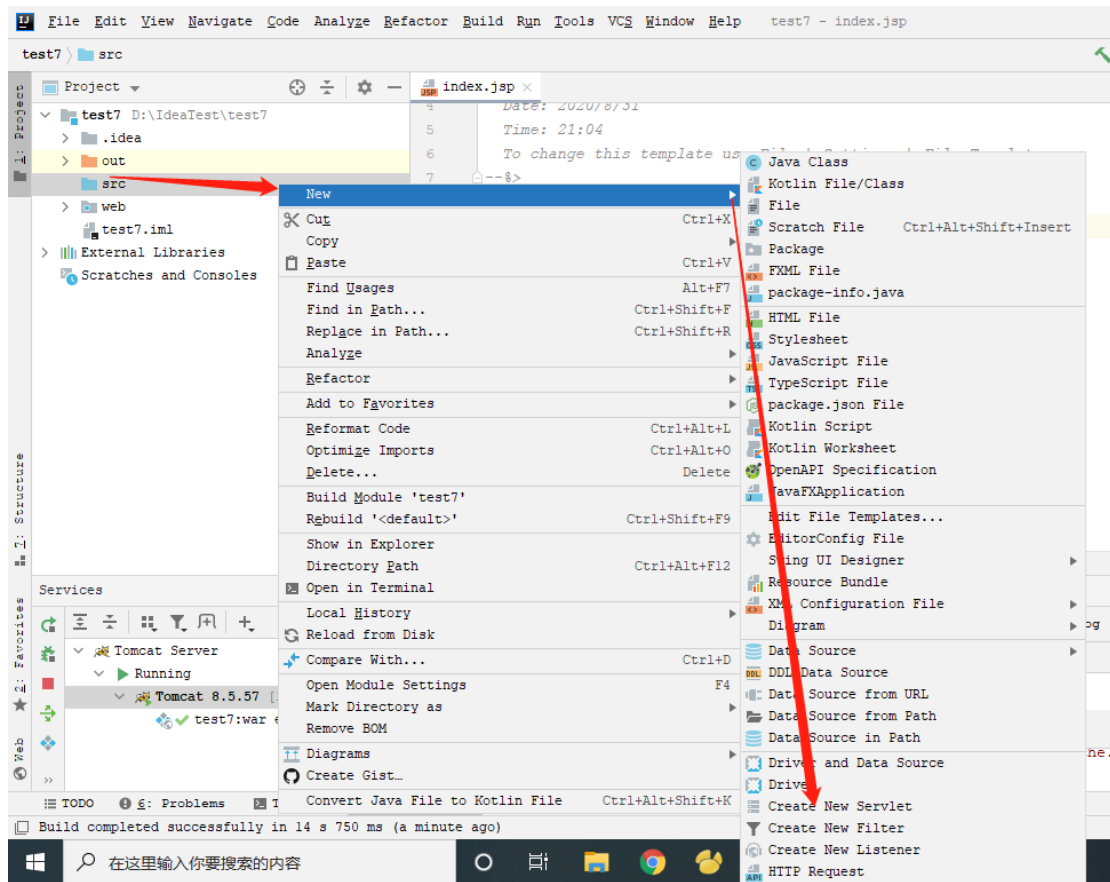 File Edit View Navigate Code Analyze Refactor Build Run Tools VCS Window Help test7 - index.jsp
test7 src
1: Project
Project
index.jsp
test7 D:\IdeaTest\test7
.idea
out
src
web
test7.iml
External Libraries
Scratches and Consoles
4 Date: 2020/8/31
5 Time: 21:04
6 To change this template us
7 --%>
New
Cut Ctrl+X
Copy
Paste Ctrl+V
Find Usages Alt+F7
Find in Path... Ctrl+Shift+F
Replace in Path... Ctrl+Shift+R
Analyze
Refactor
Add to Favorites
Reformat Code Ctrl+Alt+L
Optimize Imports Ctrl+Alt+O
Delete... Delete
Build Module 'test7'
Rebuild '<default>' Ctrl+Shift+F9
Show in Explorer
Directory Path Ctrl+Alt+F12
Open in Terminal
Local History
Reload from Disk
Compare With... Ctrl+D
Open Module Settings F4
Mark Directory as
Remove BOM
Diagrams
Create Gist...
Convert Java File to Kotlin File Ctrl+Alt+Shift+K
Java Class
Kotlin File/Class
File
Scratch File Ctrl+Alt+Shift+Insert
Package
FXML File
package-info.java
HTML File
Stylesheet
JavaScript File
TypeScript File
package.json File
Kotlin Script
Kotlin Worksheet
OpenAPI Specification
JavaFXApplication
Edit File Templates...
EditorConfig File
Swing UI Designer
Resource Bundle
XML Configuration File
Diagram
Data Source
DDL Data Source
Data Source from URL
Data Source from Path
Data Source in Path
Driver and Data Source
Driver
Create New Servlet
Create New Filter
Create New Listener
HTTP Request
7: Structure
2: Favorites
Web
Services
Tomcat Server
Running
Tomcat 8.5.57
test7:war
og
he.
TODO 6: Problems
Build completed successfully in 14 s 750 ms (a minute ago)
在这里输入你要搜索的内容